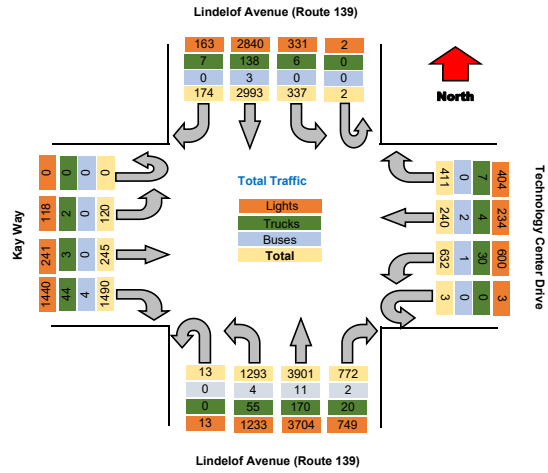 Lindelof Avenue (Route 139)
163 2840 331 2
7 138 6 0
0 3 0 0
174 2993 337 2
North
Kay Way
0 0 0 0
118 2 0 120
241 3 0 245
1440 44 4 1490
Total Traffic
Lights
Trucks
Buses
Total
411 0 7 404
240 2 4 234
632 1 30 600
3 0 0 3
Technology Center Drive
13 1293 3901 772
0 4 11 2
0 55 170 20
13 1233 3704 749
Lindelof Avenue (Route 139)